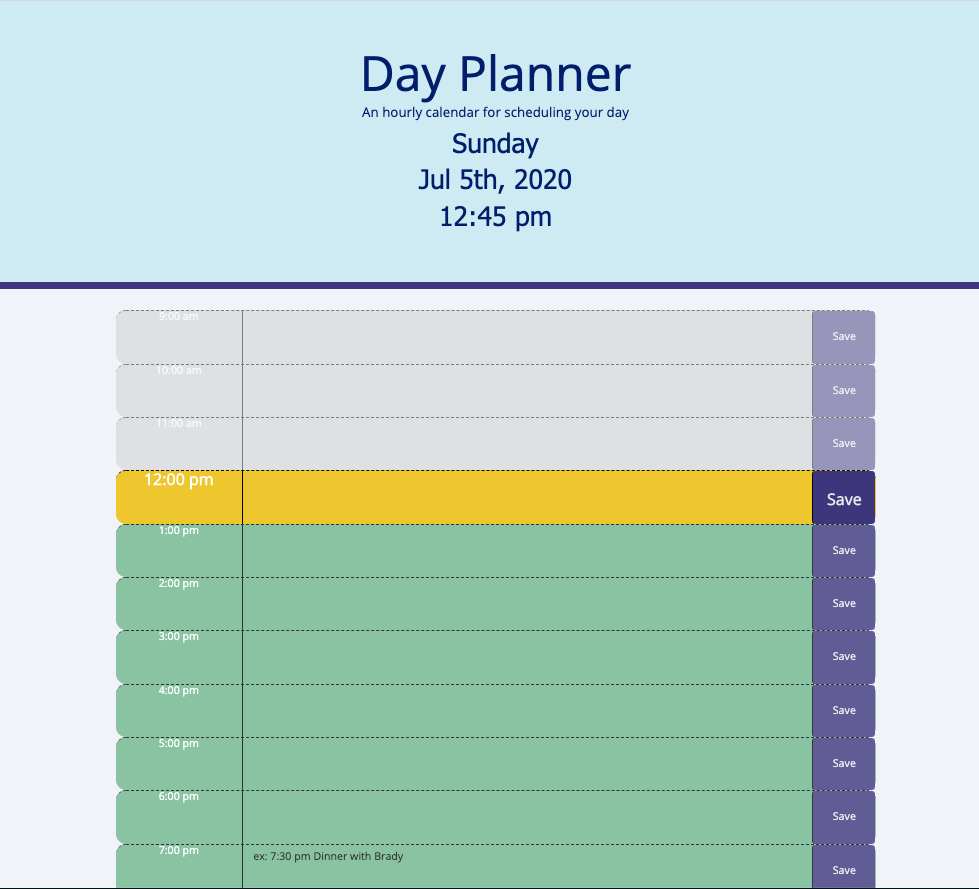 Day Planner
An hourly calendar for scheduling your day
Sunday
Jul 5th, 2020
12:45 pm
9:00 am
Save
10:00 am
Save
11:00 am
Save
12:00 pm
Save
1:00 pm
Save
2:00 pm
Save
3:00 pm
Save
4:00 pm
Save
5:00 pm
Save
6:00 pm
Save
7:00 pm
ex: 7:30 pm Dinner with Brady
Save